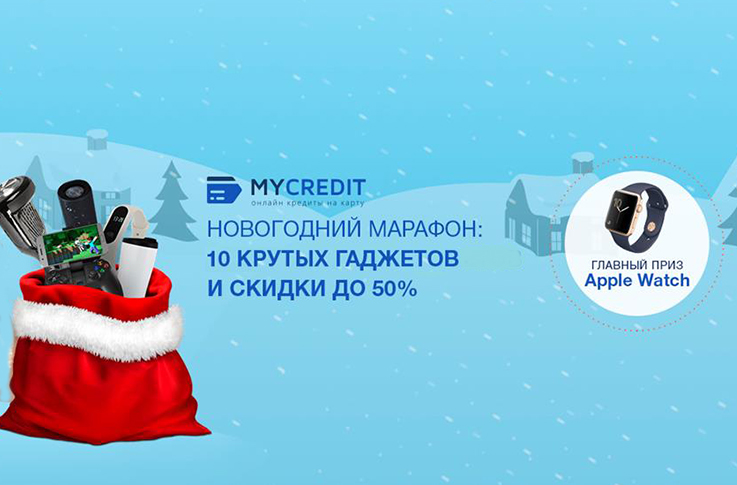 MYCREDIT
онлайн кредиты на карту
НОВОГОДНИЙ МАРАФОН:
10 КРУТЫХ ГАДЖЕТОВ
И СКИДКИ ДО 50%
ГЛАВНЫЙ ПРИЗ
Apple Watch